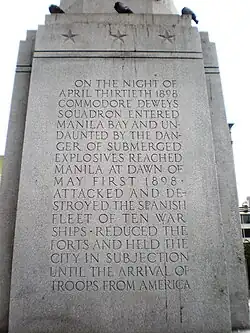 ON THE NIGHT OF
APRIL THIRTIETH 1898
COMMODORE DEWEYS
SQUADRON ENTERED
MANILA BAY AND UN-
DAUNTED BY THE DAN-
GER OF SUBMERGED
EXPLOSIVES REACHED
MANILA AT DAWN OF
MAY FIRST 1898·
ATTACKED AND DE-
STROYED THE SPANISH
FLEET OF TEN WAR
SHIPS·REDUCED THE
FORTS AND HELD THE
CITY IN SUBJECTION
UNTIL THE ARRIVAL OF
TROOPS FROM AMERICA